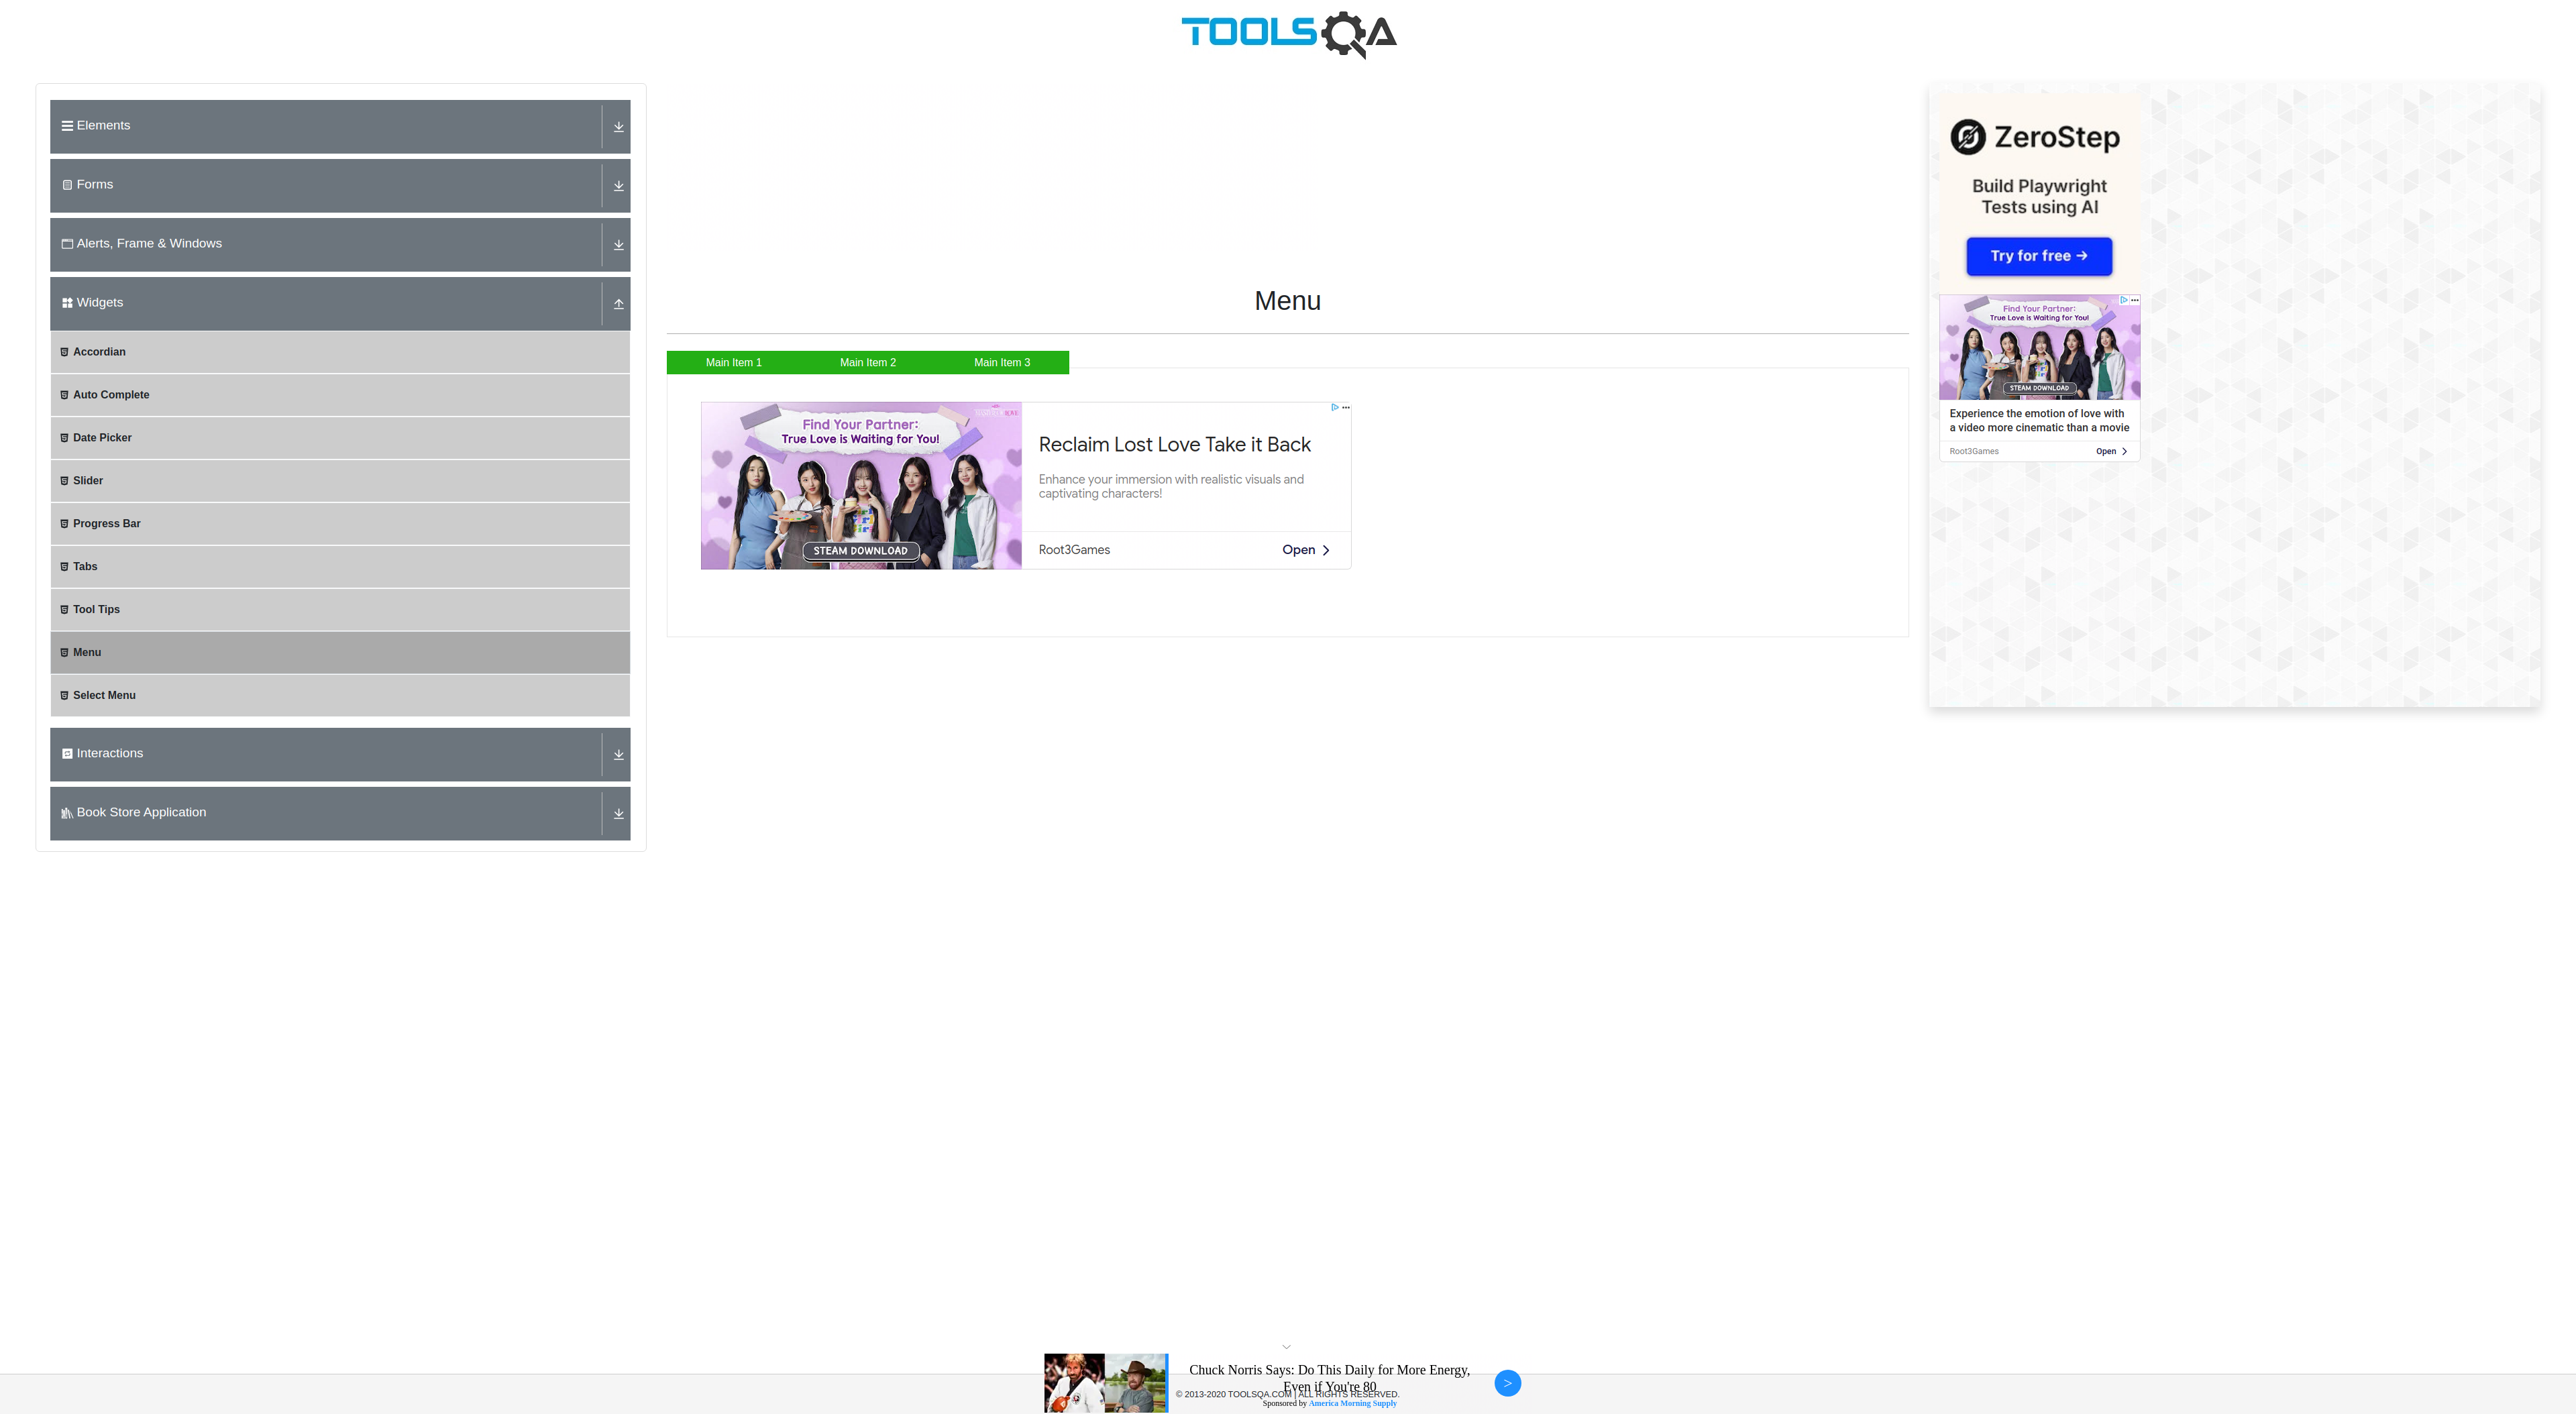 TOOLSQA
Elements
Forms
Alerts, Frame & Windows
Widgets
Accordian
Auto Complete
Date Picker
Slider
Progress Bar
Tabs
Tool Tips
Menu
Select Menu
Interactions
Book Store Application
Menu
Main Item 1
Main Item 2
Main Item 3
Find Your Partner:
True Love is Waiting for You!
STEAM DOWNLOAD
Reclaim Lost Love Take it Back
Enhance your immersion with realistic visuals and
captivating characters!
Root3Games
Open
ZeroStep
Build Playwright
Tests using AI
Try for free →
Find Your Partner:
True Love is Waiting for You!
STEAM DOWNLOAD
Experience the emotion of love with
a video more cinematic than a movie
Root3Games
Open
Chuck Norris Says: Do This Daily for More Energy,
Even if You're 80
© 2013-2020 TOOLSQA.COM | ALL RIGHTS RESERVED.
Sponsored by America Morning Supply
>